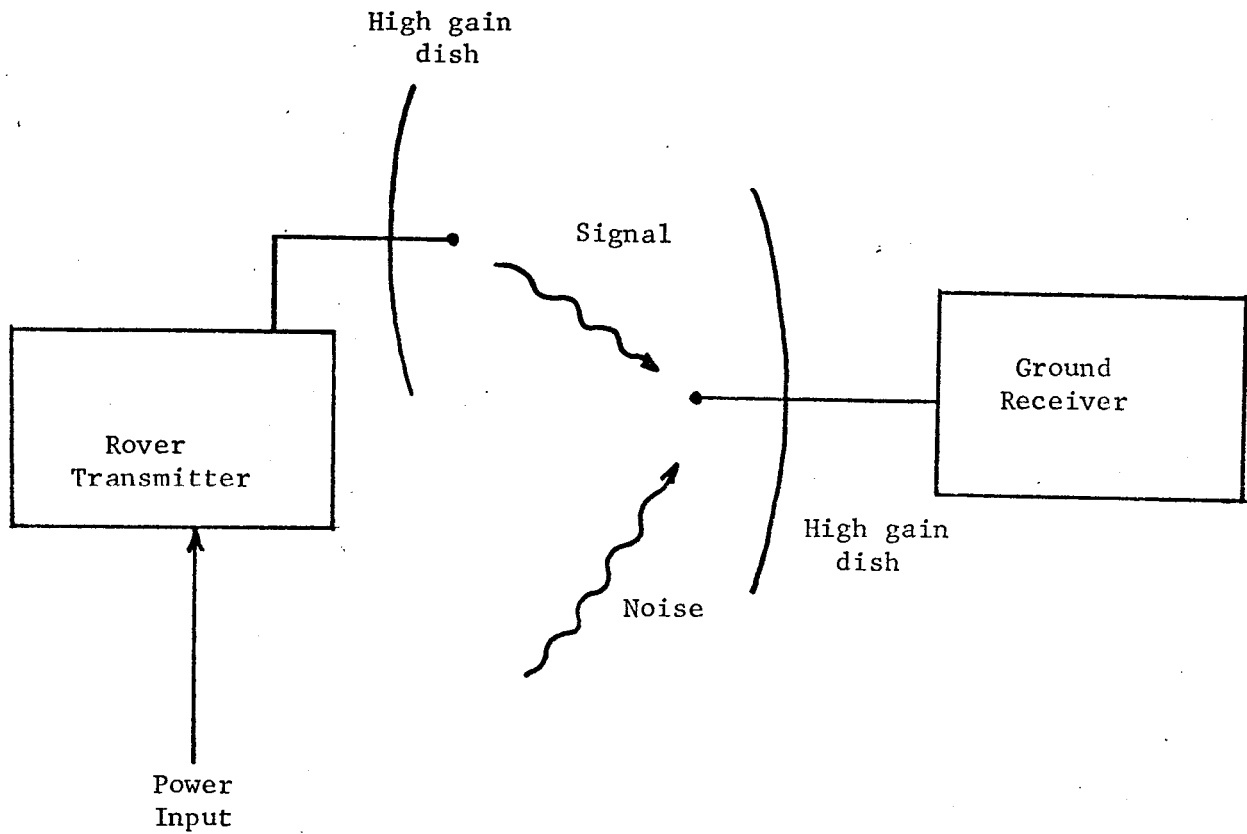 High gain
dish
Signal
Ground
Receiver
Rover
Transmitter
High gain
dish
Noise
Power
Input